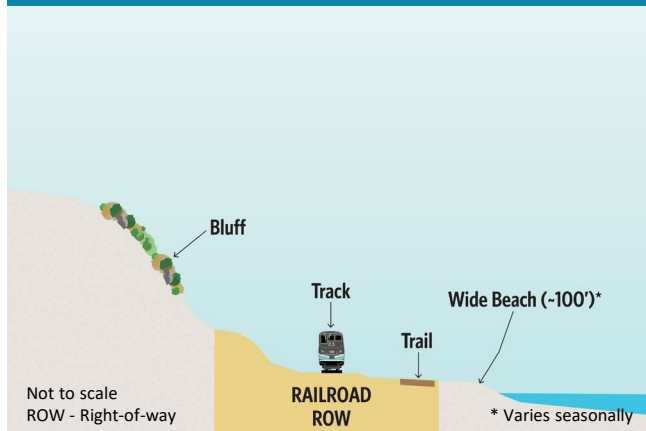 Bluff
Track
Wide Beach (~100')*
Trail
RAILROAD
ROW
Not to scale
ROW - Right-of-way
* Varies seasonally